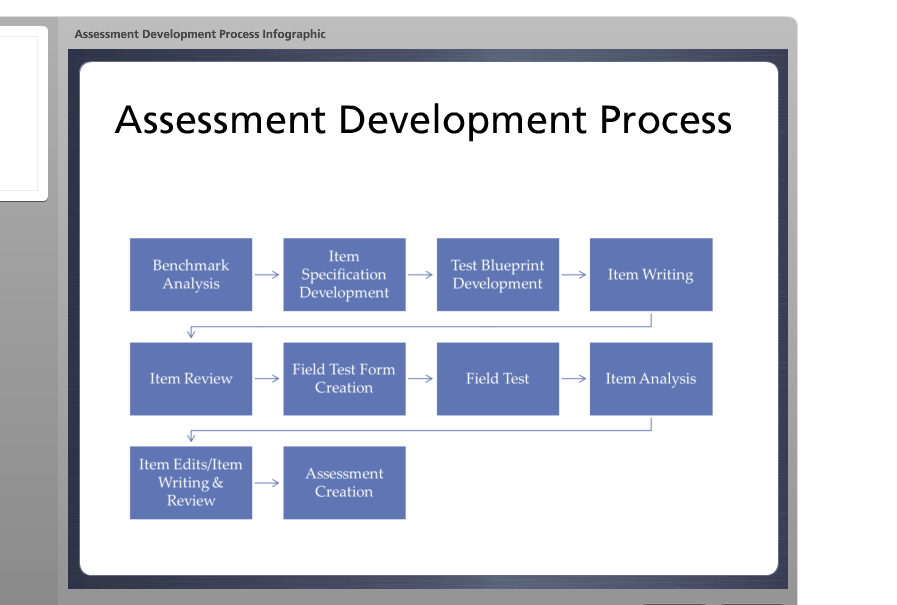 Assessment Development Process Infographic
Assessment Development Process
Benchmark
Analysis
Item
Specification
Development
Test Blueprint
Development
Item Writing
Item Review
Field Test Form
Creation
Field Test
Item Analysis
Item Edits/Item
Writing &
Review
Assessment
Creation